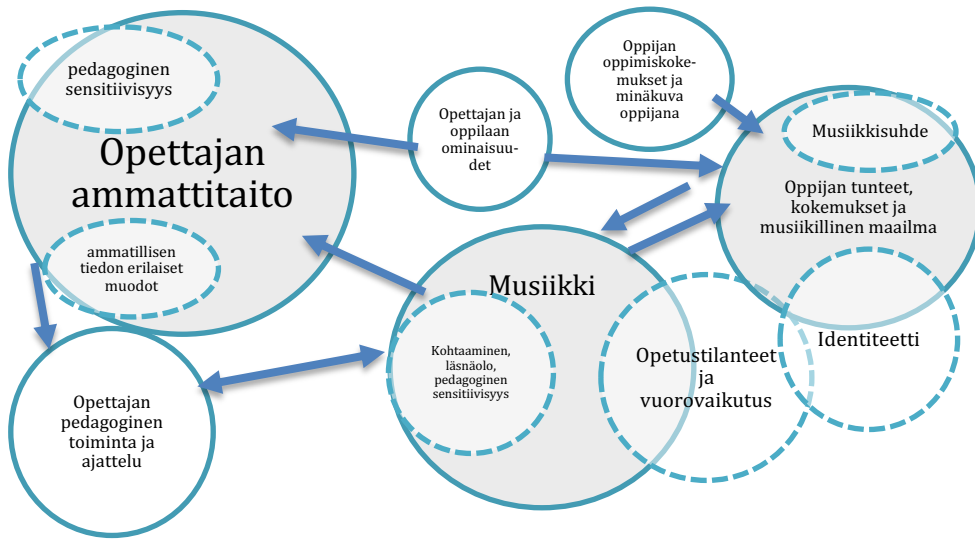 pedagoginen
sensitiivisyys
Opettajan
ammattitaito
ammatillisen
tiedon erilaiset
muodot
Opettajan
pedagoginen
toiminta ja
ajattelu
Opettajan ja
oppilaan
ominaisuu-
det
Oppijan
oppimiskoke-
mukset ja
minäkuva
oppijana
Musiikkisuhde
Oppijan tunteet,
kokemukset ja
musiikillinen maailma
Musiikki
Kohtaaminen,
läsnäolo,
pedagoginen
sensitiivisyys
Opetustilanteet
ja
vuorovaikutus
Identiteetti